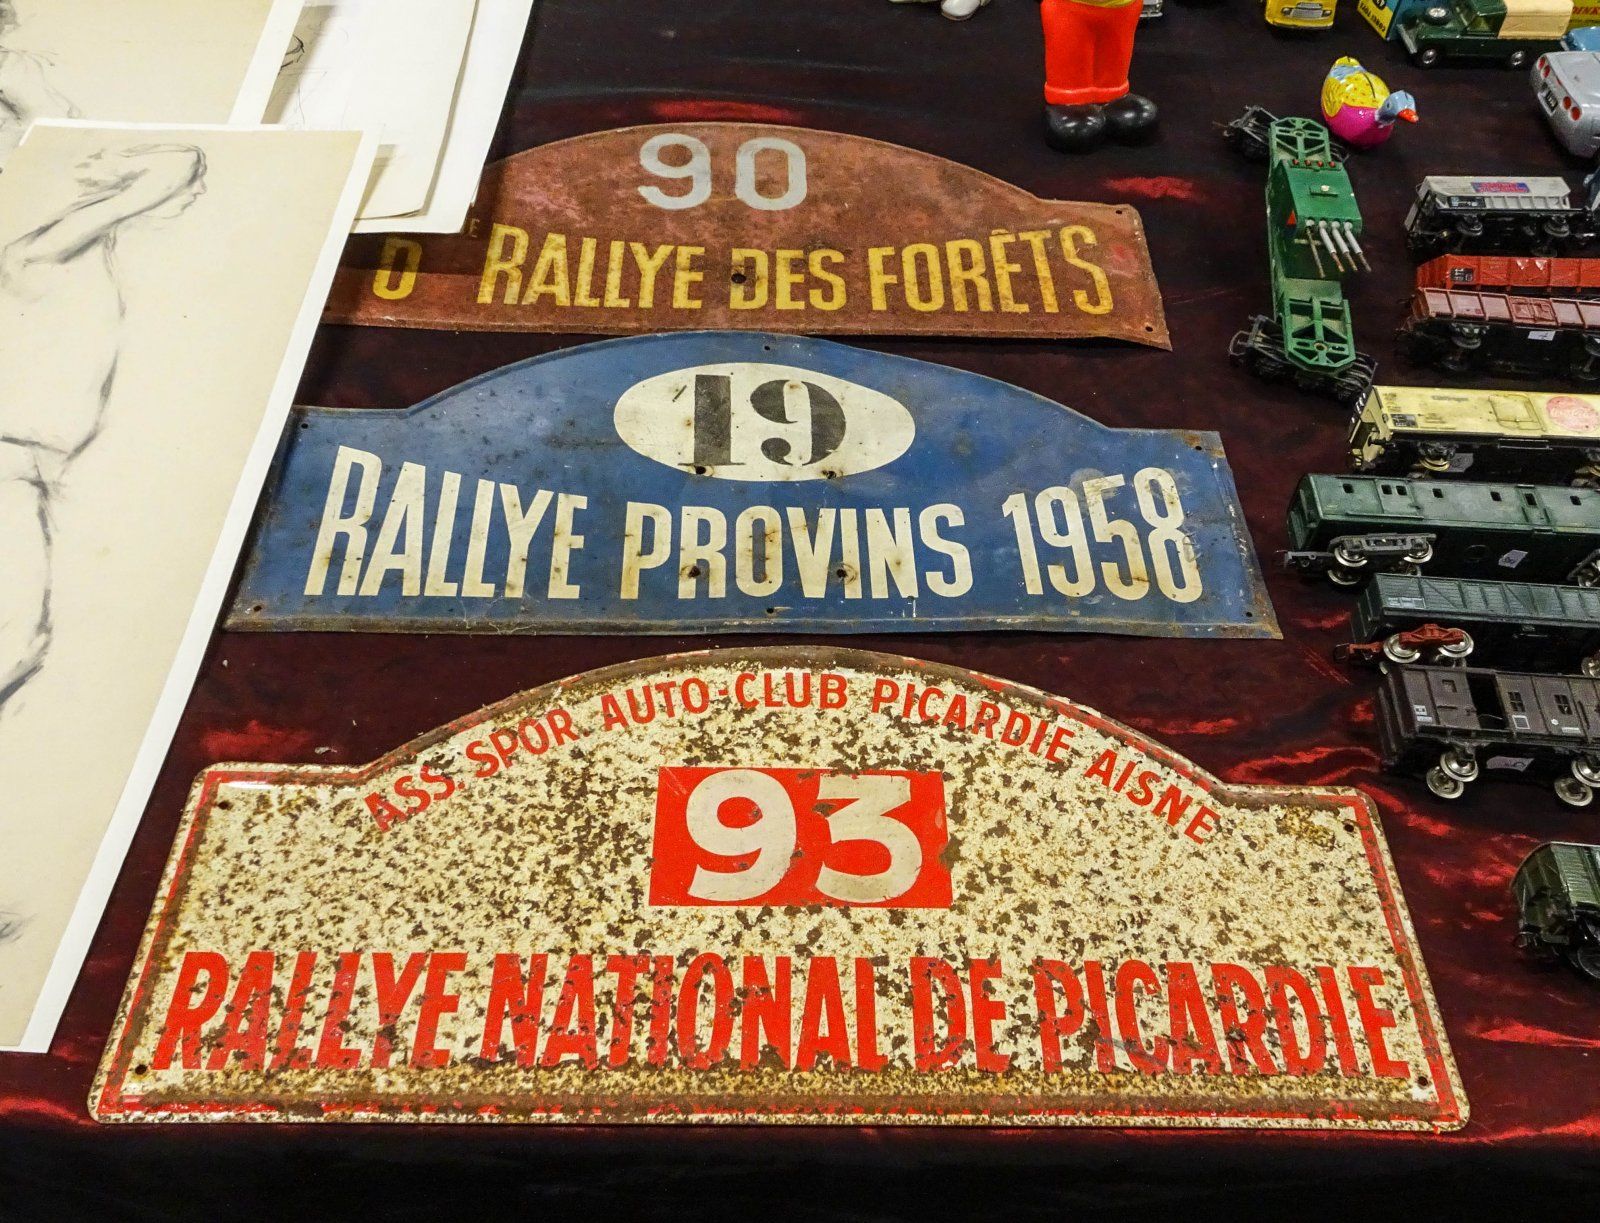 90
D RALLYE DES FORÊTS
19
RALLYE PROVINS 1958
ASS. SPOR. AUTO-CLUB PICARDIE AISNE
93
RALLYE NATIONAL DE PICARDIE